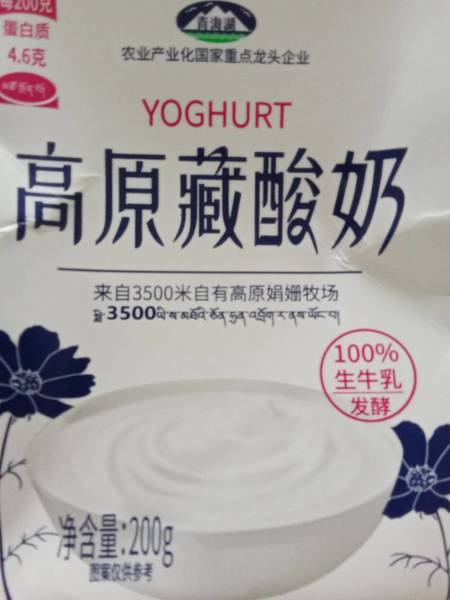 每200克
蛋白质
4.6克
青海湖
农业产业化国家重点龙头企业
YOGHURT
高原藏酸奶
来自3500米自有高原娟姗牧场
100%
生牛乳
发酵
净含量:200g
图案仅供参考